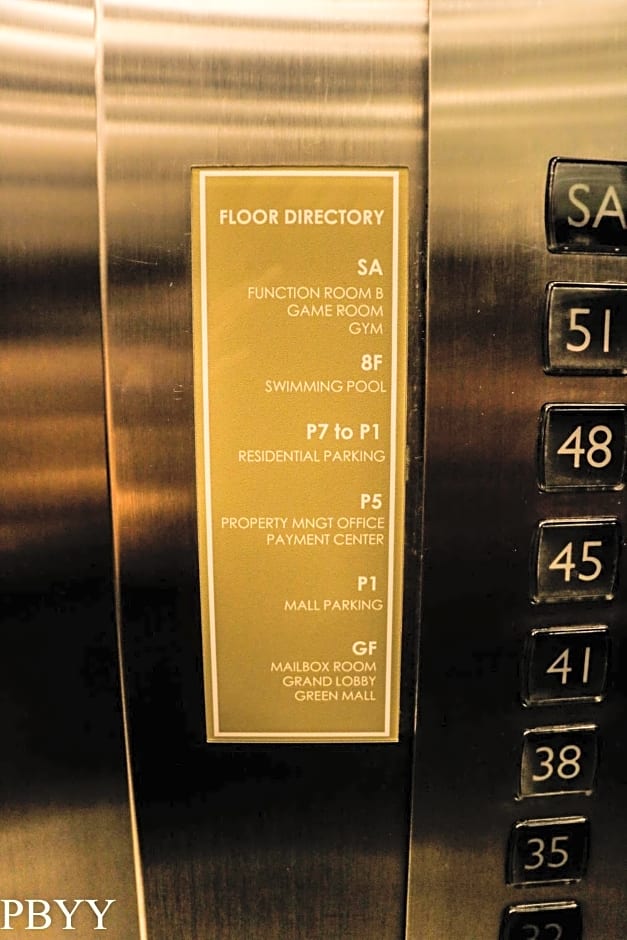 FLOOR DIRECTORY
SA
FUNCTION ROOM B
GAME ROOM
GYM
8F
SWIMMING POOL
P7 to P1
RESIDENTIAL PARKING
P5
PROPERTY MNGT OFFICE
PAYMENT CENTER
P1
MALL PARKING
GF
MAILBOX ROOM
GRAND LOBBY
GREEN MALL
SA
51
48
45
41
38
35
PBYY